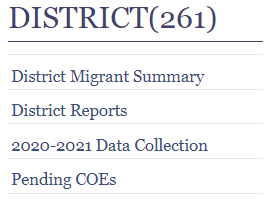 DISTRICT(261)
District Migrant Summary
District Reports
2020-2021 Data Collection
Pending COEs